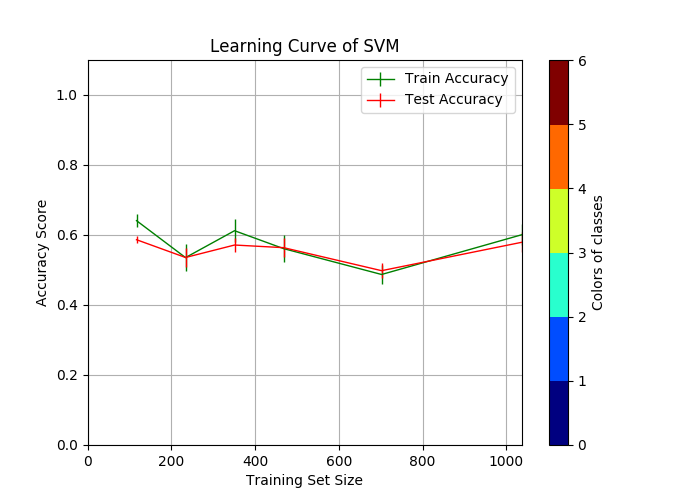 Learning Curve of SVM
Train Accuracy
Test Accuracy
Accuracy Score
1.0
0.8
0.6
0.4
0.2
0.0
0 200 400 600 800 1000
Training Set Size
6
5
4
3
2
1
0
Colors of classes